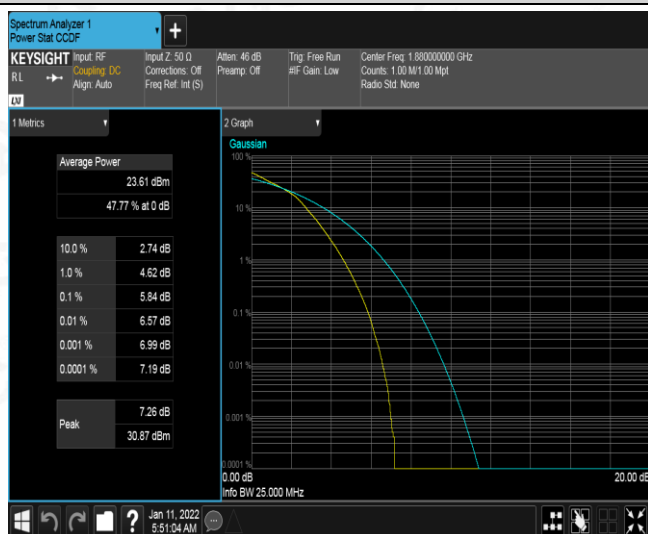 Spectrum Analyzer 1
Power Stat CCDF
+
KEYSIGHT
RL
LXI
Input: RF
Coupling: DC
Align: Auto
Input Z: 50 Ω
Corrections: Off
Freq Ref: Int (S)
Atten: 46 dB
Preamp: Off
Trig: Free Run
#IF Gain: Low
Center Freq: 1.880000000 GHz
Counts: 1.00 M/1.00 Mpt
Radio Std: None
1 Metrics
Average Power
23.61 dBm
47.77 % at 0 dB
10.0 % 2.74 dB
1.0 % 4.62 dB
0.1 % 5.84 dB
0.01 % 6.57 dB
0.001 % 6.99 dB
0.0001 % 7.19 dB
Peak 7.26 dB
30.87 dBm
2 Graph
Gaussian
100 %
10 %
1 %
0.1 %
0.01 %
0.001 %
0.0001 %
0.00 dB 20.00 dB
Info BW 25.000 MHz
?
Jan 11, 2022
5:51:04 AM